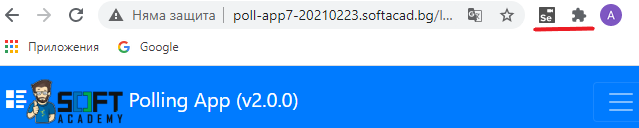 Няма защита | poll-app7-20210223.softacad.bg/l...
Se
A
Приложения
Google
SOFT
ACADEMY
Polling App (v2.0.0)